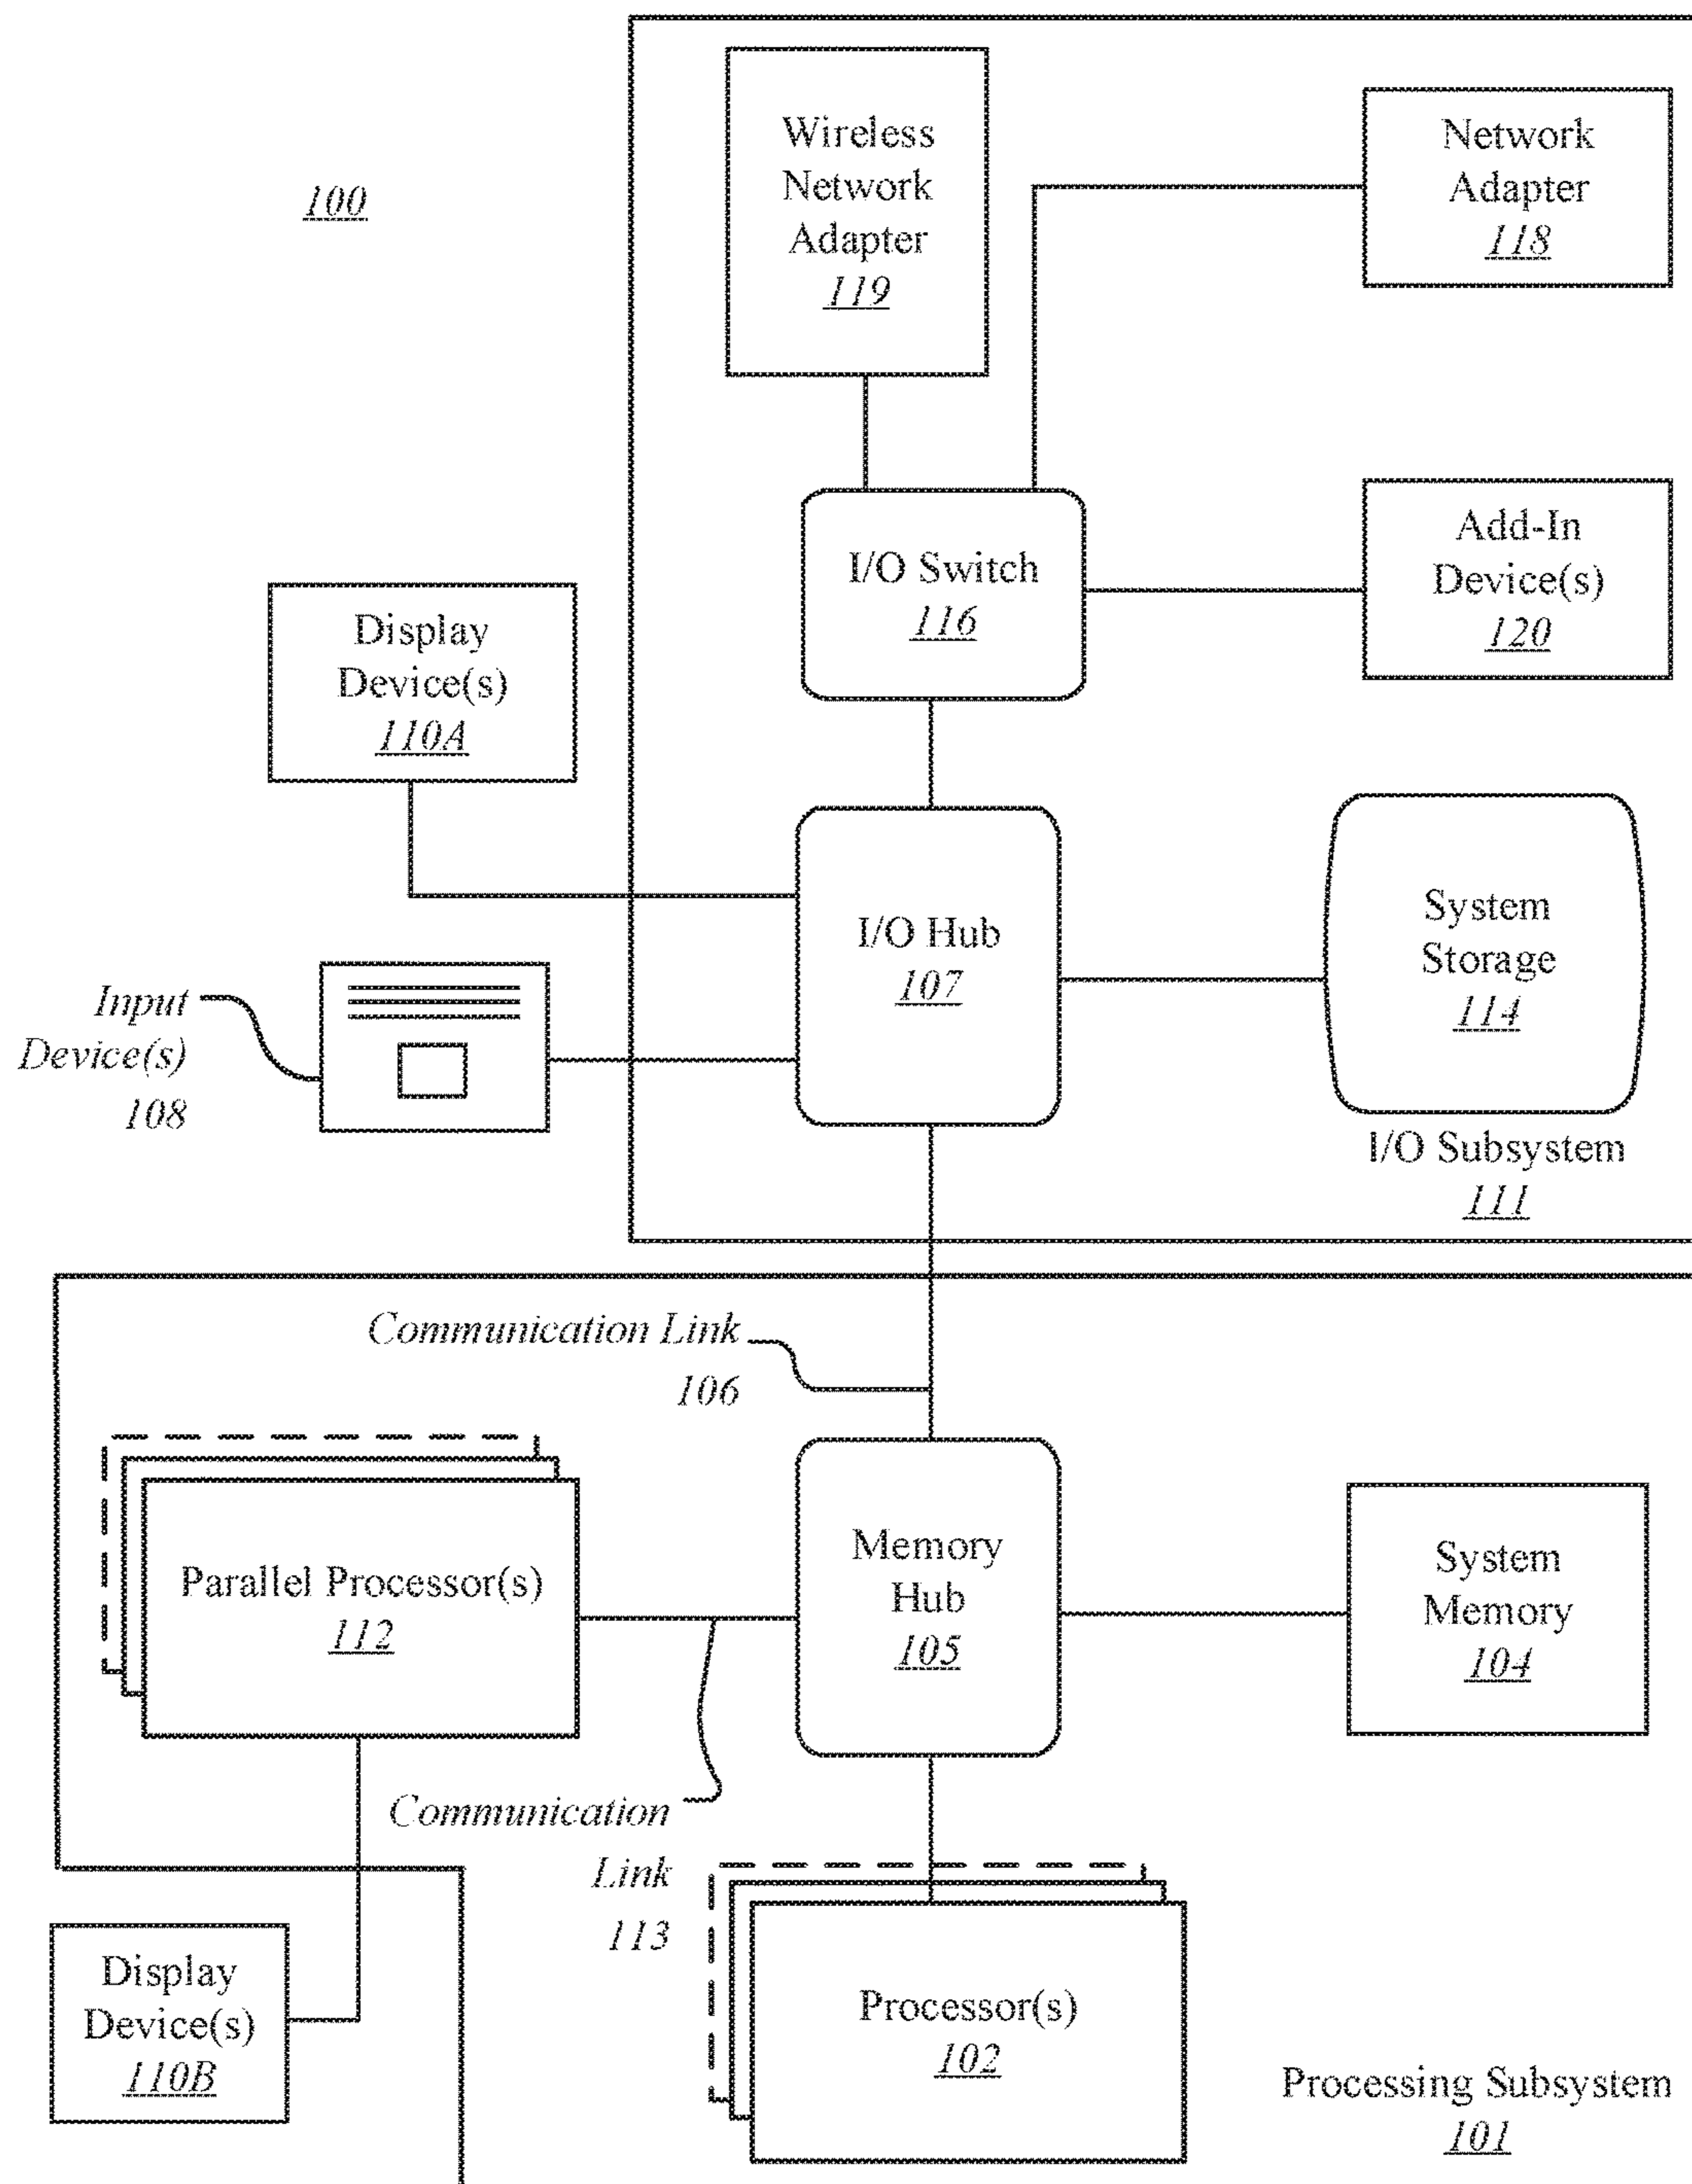 100
Wireless
Network
Adapter
119
Network
Adapter
118
I/O Switch
116
Add-In
Device(s)
120
Display
Device(s)
110A
I/O Hub
107
System
Storage
114
Input
Device(s)
108
I/O Subsystem
111
Communication Link
106
Parallel Processor(s)
112
Memory
Hub
105
System
Memory
104
Communication
Link
113
Display
Device(s)
110B
Processor(s)
102
Processing Subsystem
101